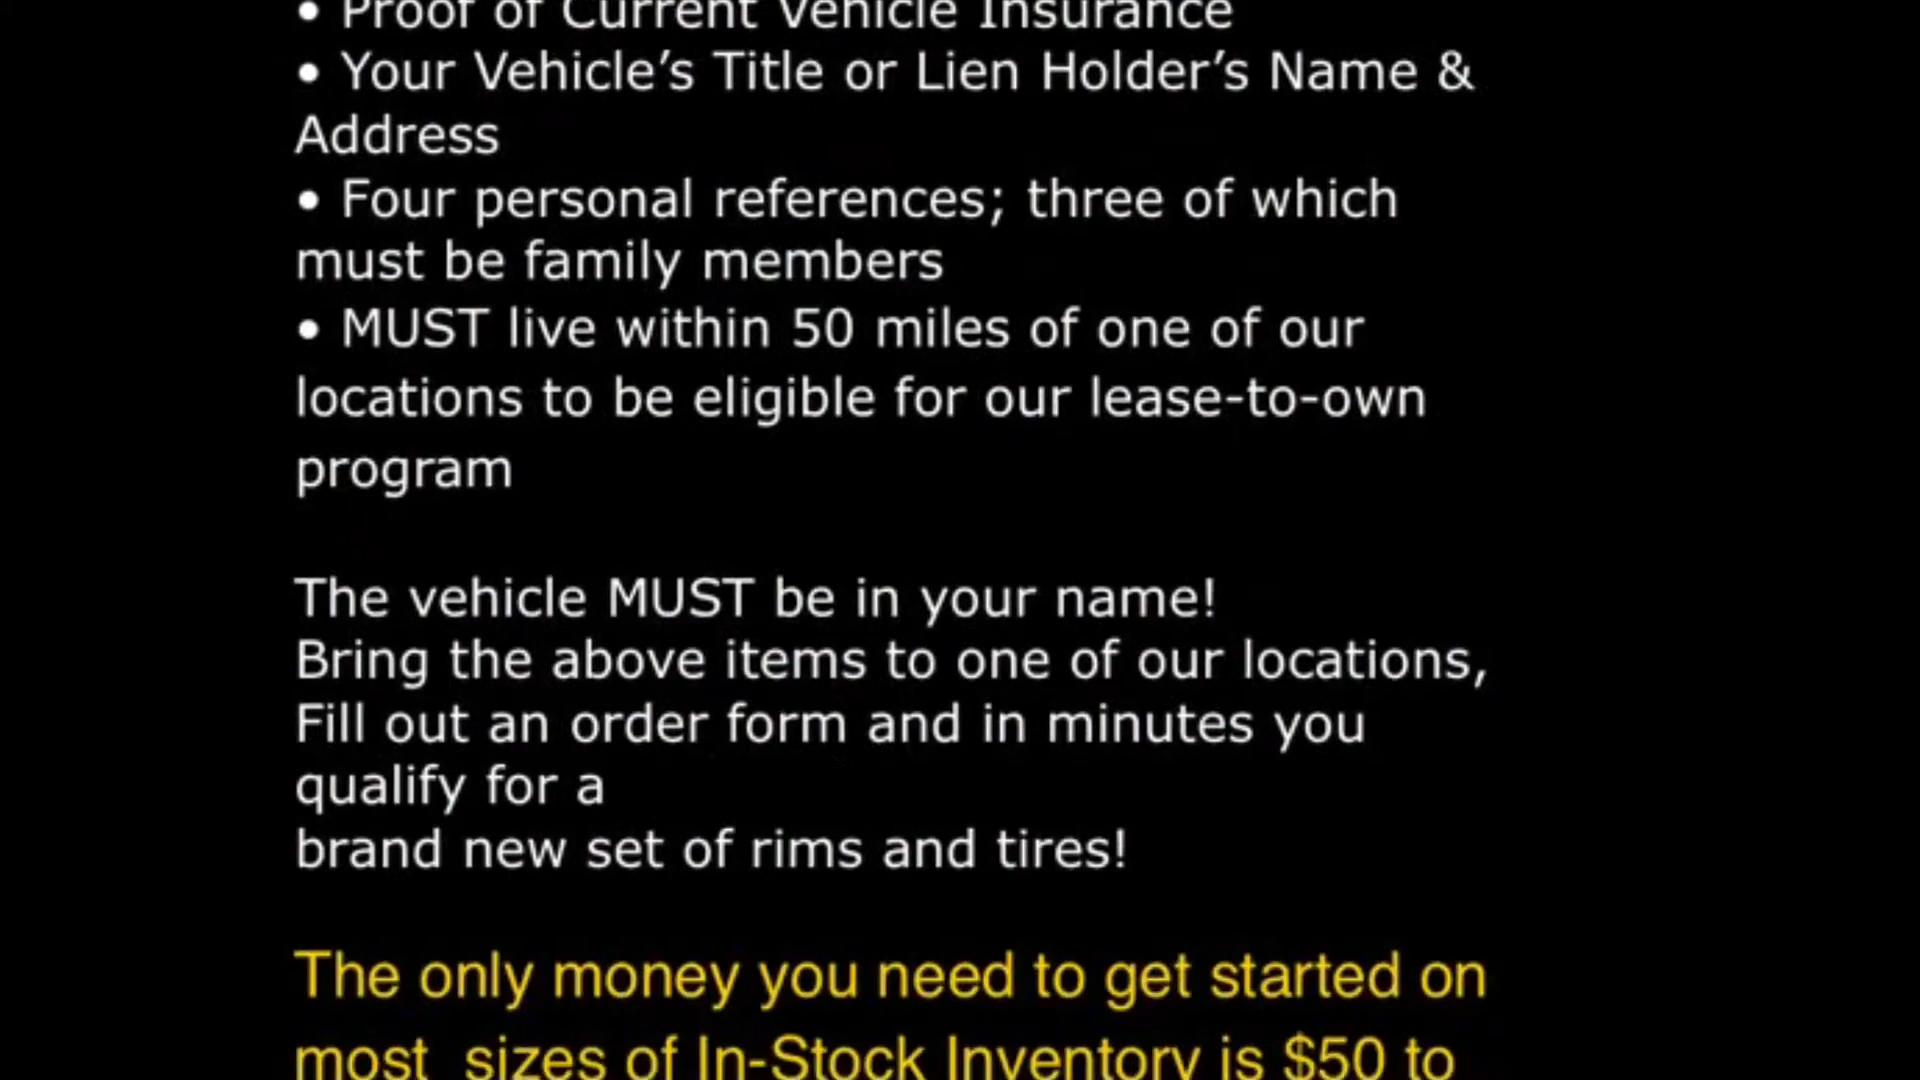 • Proof of Current Vehicle Insurance
• Your Vehicle’s Title or Lien Holder’s Name &
Address
• Four personal references; three of which
must be family members
• MUST live within 50 miles of one of our
locations to be eligible for our lease-to-own
program
The vehicle MUST be in your name!
Bring the above items to one of our locations,
Fill out an order form and in minutes you
qualify for a
brand new set of rims and tires!
The only money you need to get started on
most  sizes of In-Stock Inventory is $50 to